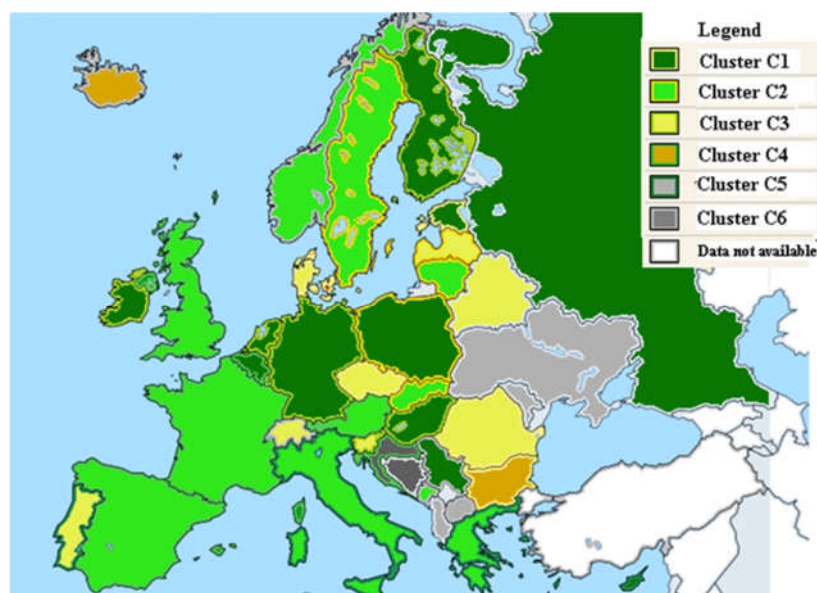 Legend
Cluster C1
Cluster C2
Cluster C3
Cluster C4
Cluster C5
Cluster C6
Data not available